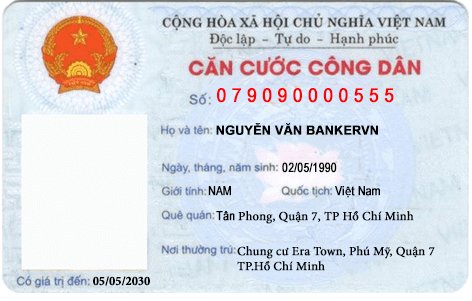 CỘNG HÒA XÃ HỘI CHỦ NGHĨA VIỆT NAM
Độc lập - Tự do - Hạnh phúc
CĂN CƯỚC CÔNG DÂN
Số: 079090000555
Họ và tên: NGUYỄN VĂN BANKERVN
Ngày, tháng, năm sinh: 02/05/1990
Giới tính: NAM Quốc tịch: Việt Nam
Quê quán: Tân Phong, Quận 7, TP Hồ Chí Minh
Nơi thường trú: Chung cư Era Town, Phú Mỹ, Quận 7
TP.Hồ Chí Minh
Có giá trị đến: 05/05/2030